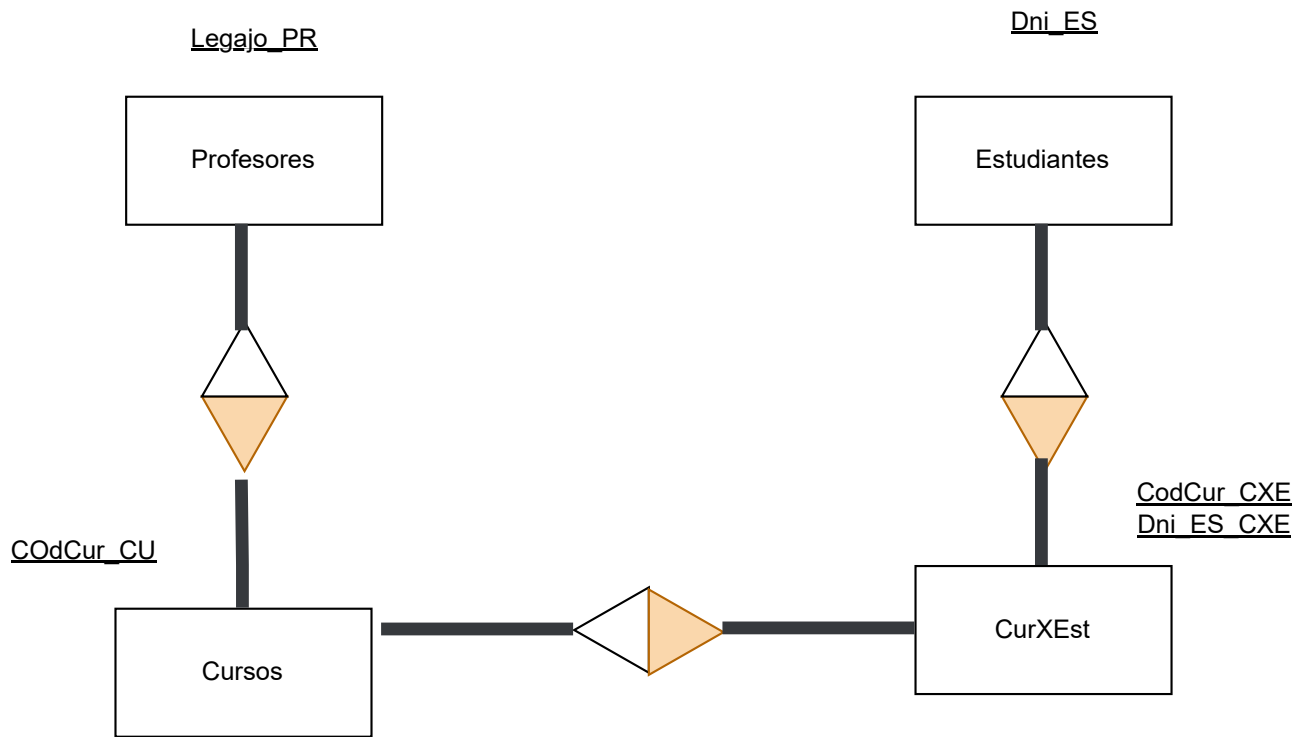 Legajo_PR
Dni_ES
Profesores
Estudiantes
CodCur_CXE
Dni_ES_CXE
COdCur_CU
Cursos
CurXEst